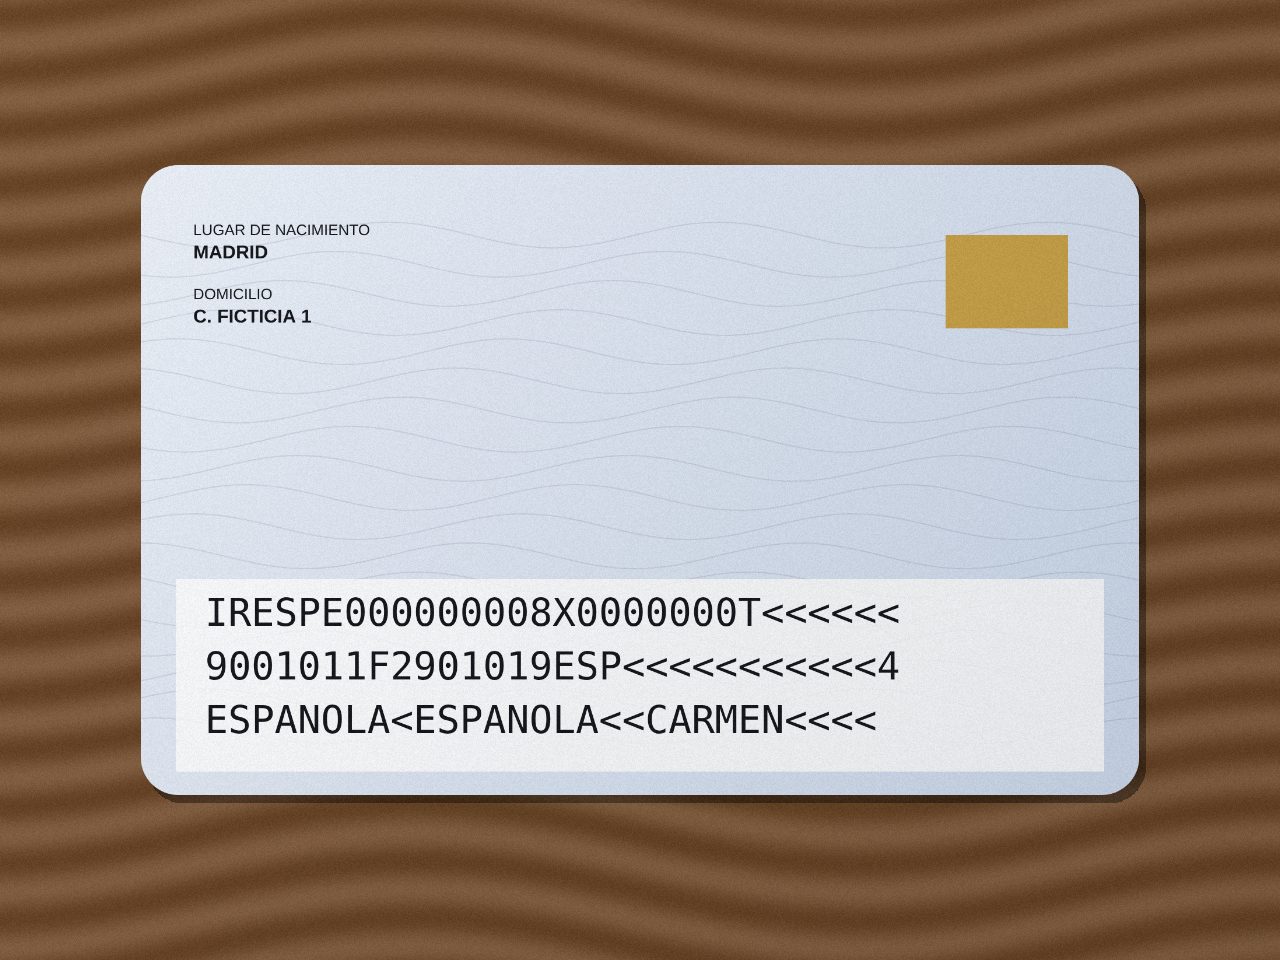 LUGAR DE NACIMIENTO
MADRID
DOMICILIO
C. FICTICIA 1
IRESPE000000008X0000000T<<<<<<
9001011F2901019ESP<<<<<<<<<<<4
ESPANOLA<ESPANOLA<<CARMEN<<<<